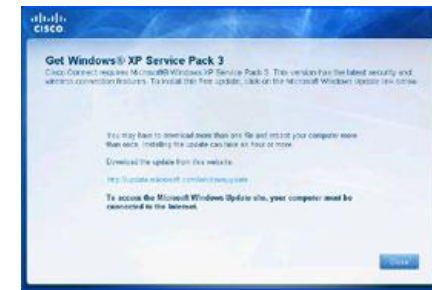 cisco
Get Windows® XP Service Pack 3
Cisco Connect requires Microsoft® Windows XP Service Pack 3. This version has the latest security and
wireless connection features. To install this free update, click on the Microsoft Windows Update link below.
You may have to download more than one file and restart your computer more
than once. Installing the update can take an hour or more.
Download the update from this website:
http://update.microsoft.com/windowsupdate
To access the Microsoft Windows Update site, your computer must be
connected to the Internet.
Close